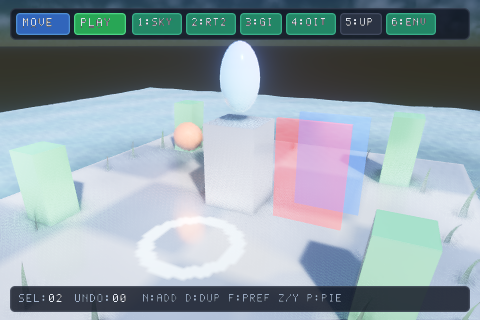 MOVE PLAY 1:SKY 2:RT2 3:GI 4:OIT 5:UP 6:ENV
SEL:02 UNDO:00 N:ADD D:DUP F:PREF Z/Y P:PIE